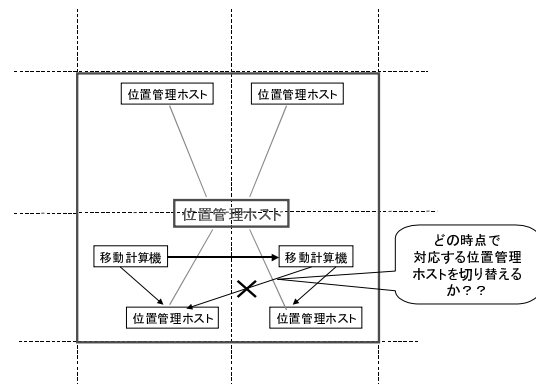 位置管理ホスト
位置管理ホスト
位置管理ホスト
移動計算機
移動計算機
どの時点で
対応する位置管理
ホストを切り替える
か？？
位置管理ホスト
位置管理ホスト